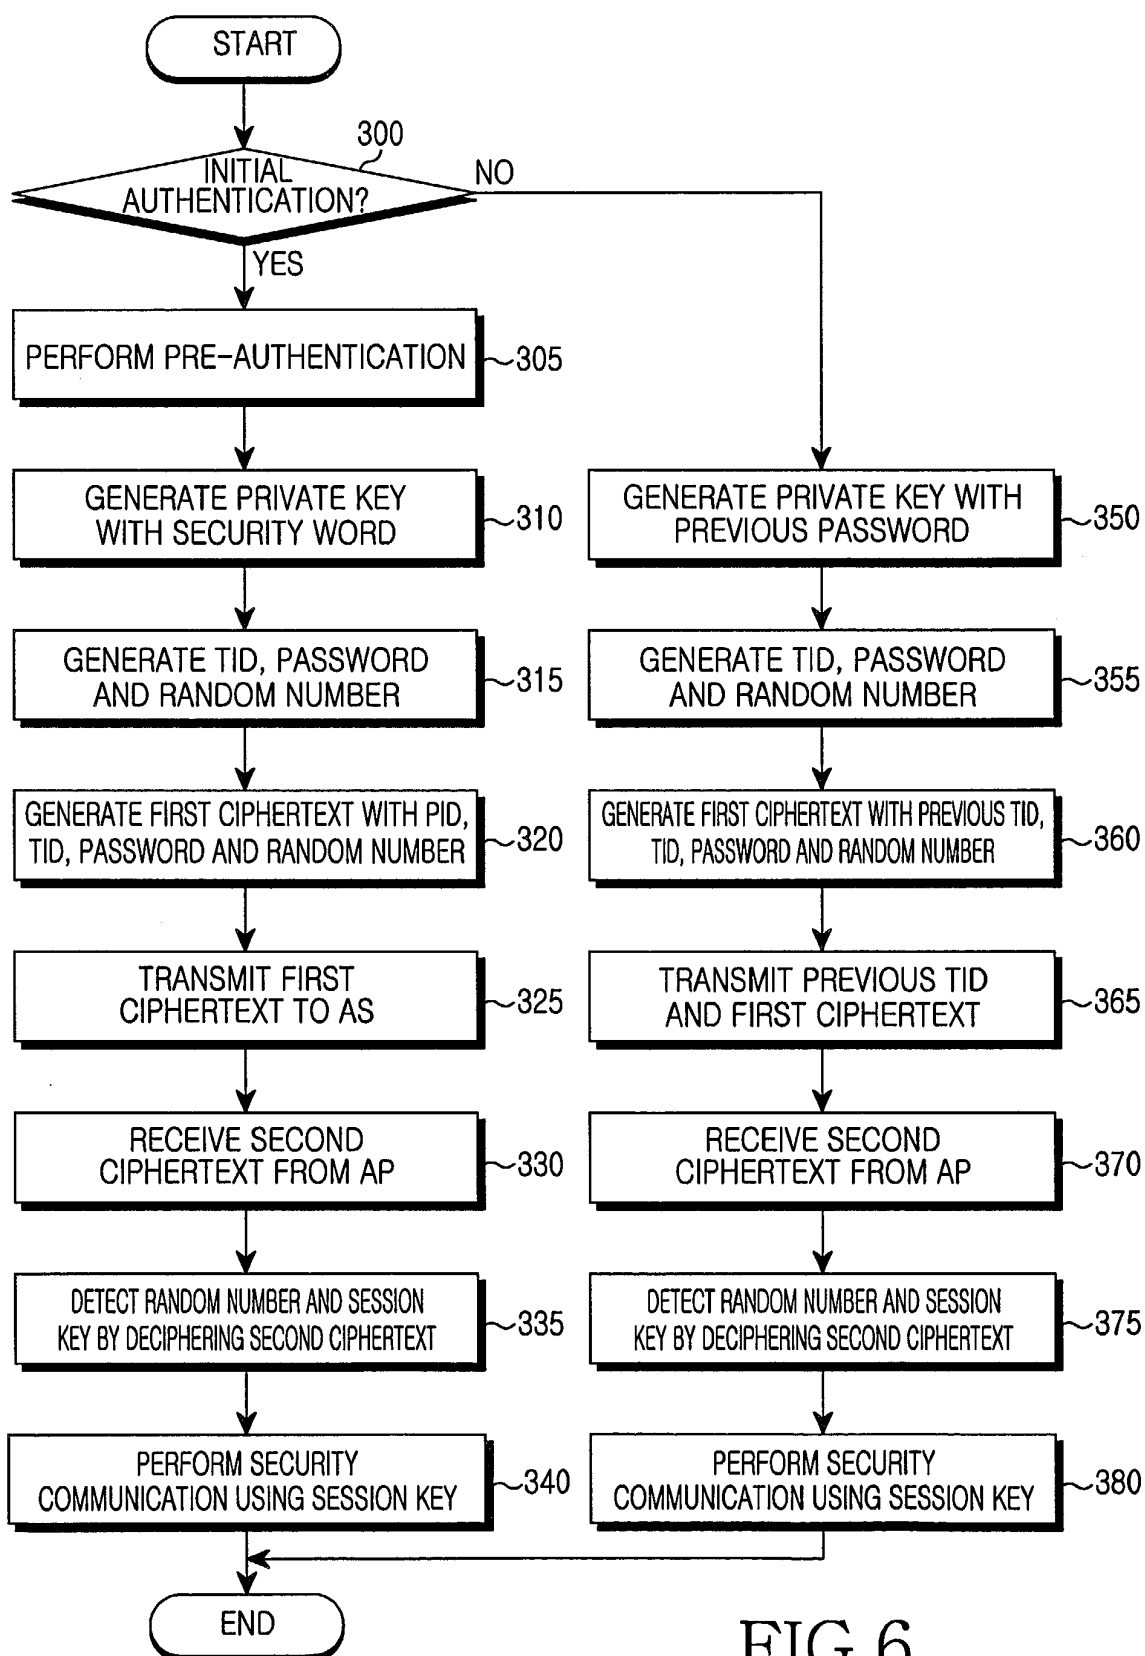 START
300
INITIAL
AUTHENTICATION?
NO
YES
PERFORM PRE-AUTHENTICATION
305
GENERATE PRIVATE KEY
WITH SECURITY WORD
310
GENERATE TID, PASSWORD
AND RANDOM NUMBER
315
GENERATE FIRST CIPHERTEXT WITH PID,
TID, PASSWORD AND RANDOM NUMBER
320
TRANSMIT FIRST
CIPHERTEXT TO AS
325
RECEIVE SECOND
CIPHERTEXT FROM AP
330
DETECT RANDOM NUMBER AND SESSION
KEY BY DECIPHERING SECOND CIPHERTEXT
335
PERFORM SECURITY
COMMUNICATION USING SESSION KEY
340
GENERATE PRIVATE KEY WITH
PREVIOUS PASSWORD
350
GENERATE TID, PASSWORD
AND RANDOM NUMBER
355
GENERATE FIRST CIPHERTEXT WITH PREVIOUS TID,
TID, PASSWORD AND RANDOM NUMBER
360
TRANSMIT PREVIOUS TID
AND FIRST CIPHERTEXT
365
RECEIVE SECOND
CIPHERTEXT FROM AP
370
DETECT RANDOM NUMBER AND SESSION
KEY BY DECIPHERING SECOND CIPHERTEXT
375
PERFORM SECURITY
COMMUNICATION USING SESSION KEY
380
END
FIG.6